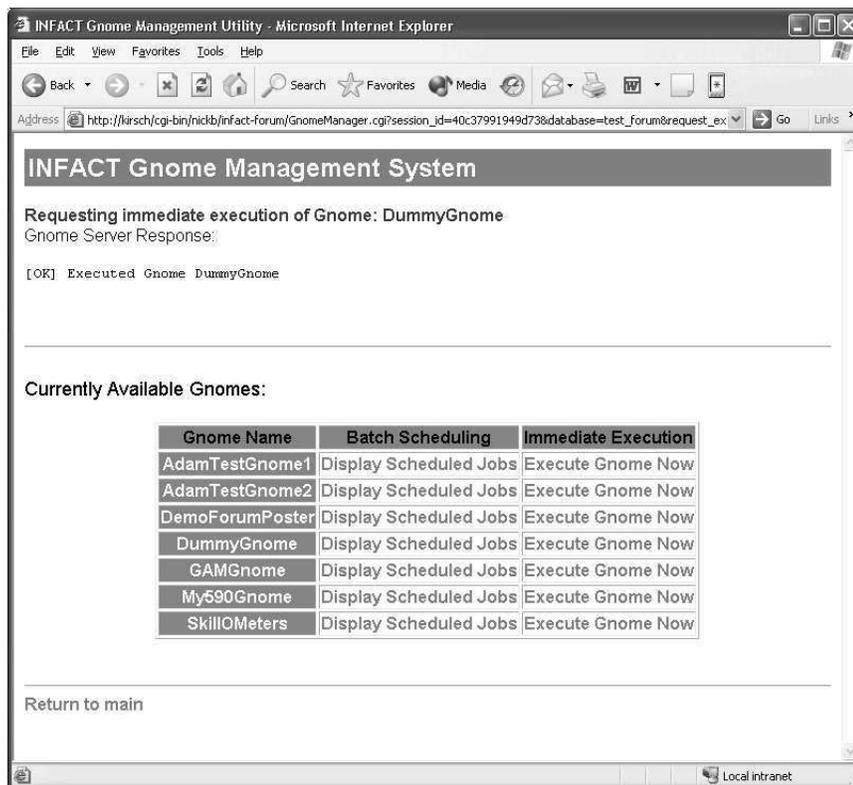 INFACT Gnome Management Utility - Microsoft Internet Explorer
File Edit View Favorites Tools Help
Back Search Favorites Media
Address http://kirsch/cgi-bin/nickb/infact-forum/GnomeManager.cgi?session_id=40c37991949d73&database=test_forum&request_ex Go Links
INFACT Gnome Management System
Requesting immediate execution of Gnome: DummyGnome
Gnome Server Response:
[OK] Executed Gnome DummyGnome
Currently Available Gnomes:
Gnome Name Batch Scheduling Immediate Execution
AdamTestGnome1 Display Scheduled Jobs Execute Gnome Now
AdamTestGnome2 Display Scheduled Jobs Execute Gnome Now
DemoForumPoster Display Scheduled Jobs Execute Gnome Now
DummyGnome Display Scheduled Jobs Execute Gnome Now
GAMGnome Display Scheduled Jobs Execute Gnome Now
My590Gnome Display Scheduled Jobs Execute Gnome Now
SkillOMeters Display Scheduled Jobs Execute Gnome Now
Return to main
Local intranet